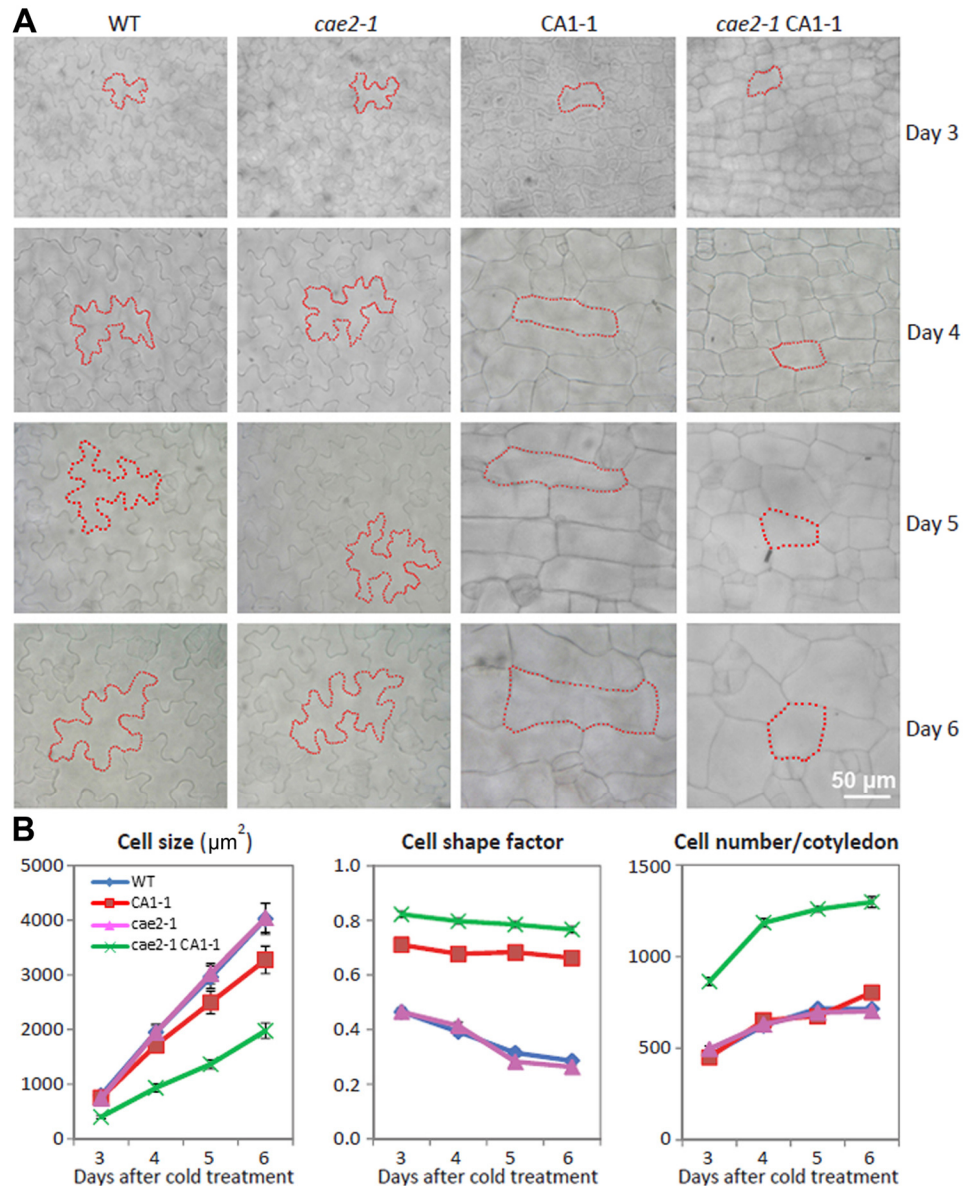 A
WT cae2-1 CA1-1 cae2-1 CA1-1
Day 3
Day 4
Day 5
Day 6
50 µm
B
Cell size (µm²)
5000
4000
3000
2000
1000
0
WT
CA1-1
cae2-1
cae2-1 CA1-1
3 4 5 6
Days after cold treatment
Cell shape factor
1.0
0.8
0.6
0.4
0.2
0.0
3 4 5 6
Days after cold treatment
Cell number/cotyledon
1500
1000
500
0
3 4 5 6
Days after cold treatment